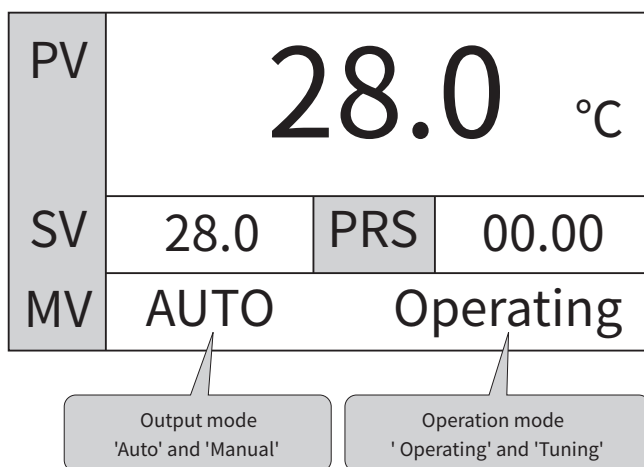 PV 28.0 °C
SV 28.0 PRS 00.00
MV AUTO Operating
Output mode
'Auto' and 'Manual'
Operation mode
' Operating' and 'Tuning'